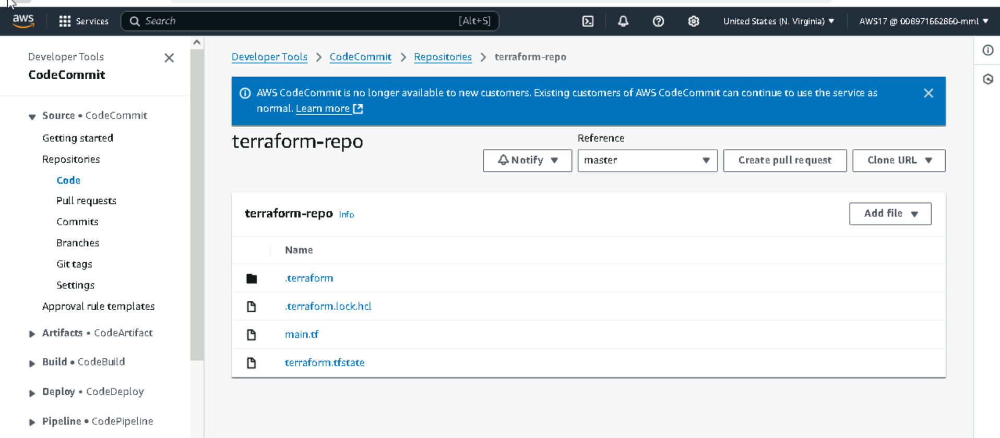 aws
Services
Search [Alt+S]
United States (N. Virginia)
AWS17 @ 008971662860-mml
Developer Tools
CodeCommit
Source • CodeCommit
Getting started
Repositories
Code
Pull requests
Commits
Branches
Git tags
Settings
Approval rule templates
Artifacts • CodeArtifact
Build • CodeBuild
Deploy • CodeDeploy
Pipeline • CodePipeline
Developer Tools > CodeCommit > Repositories > terraform-repo
AWS CodeCommit is no longer available to new customers. Existing customers of AWS CodeCommit can continue to use the service as
normal. Learn more
terraform-repo
Reference
Notify
master
Create pull request
Clone URL
terraform-repo Info
Add file
Name
.terraform
.terraform.lock.hcl
main.tf
terraform.tfstate